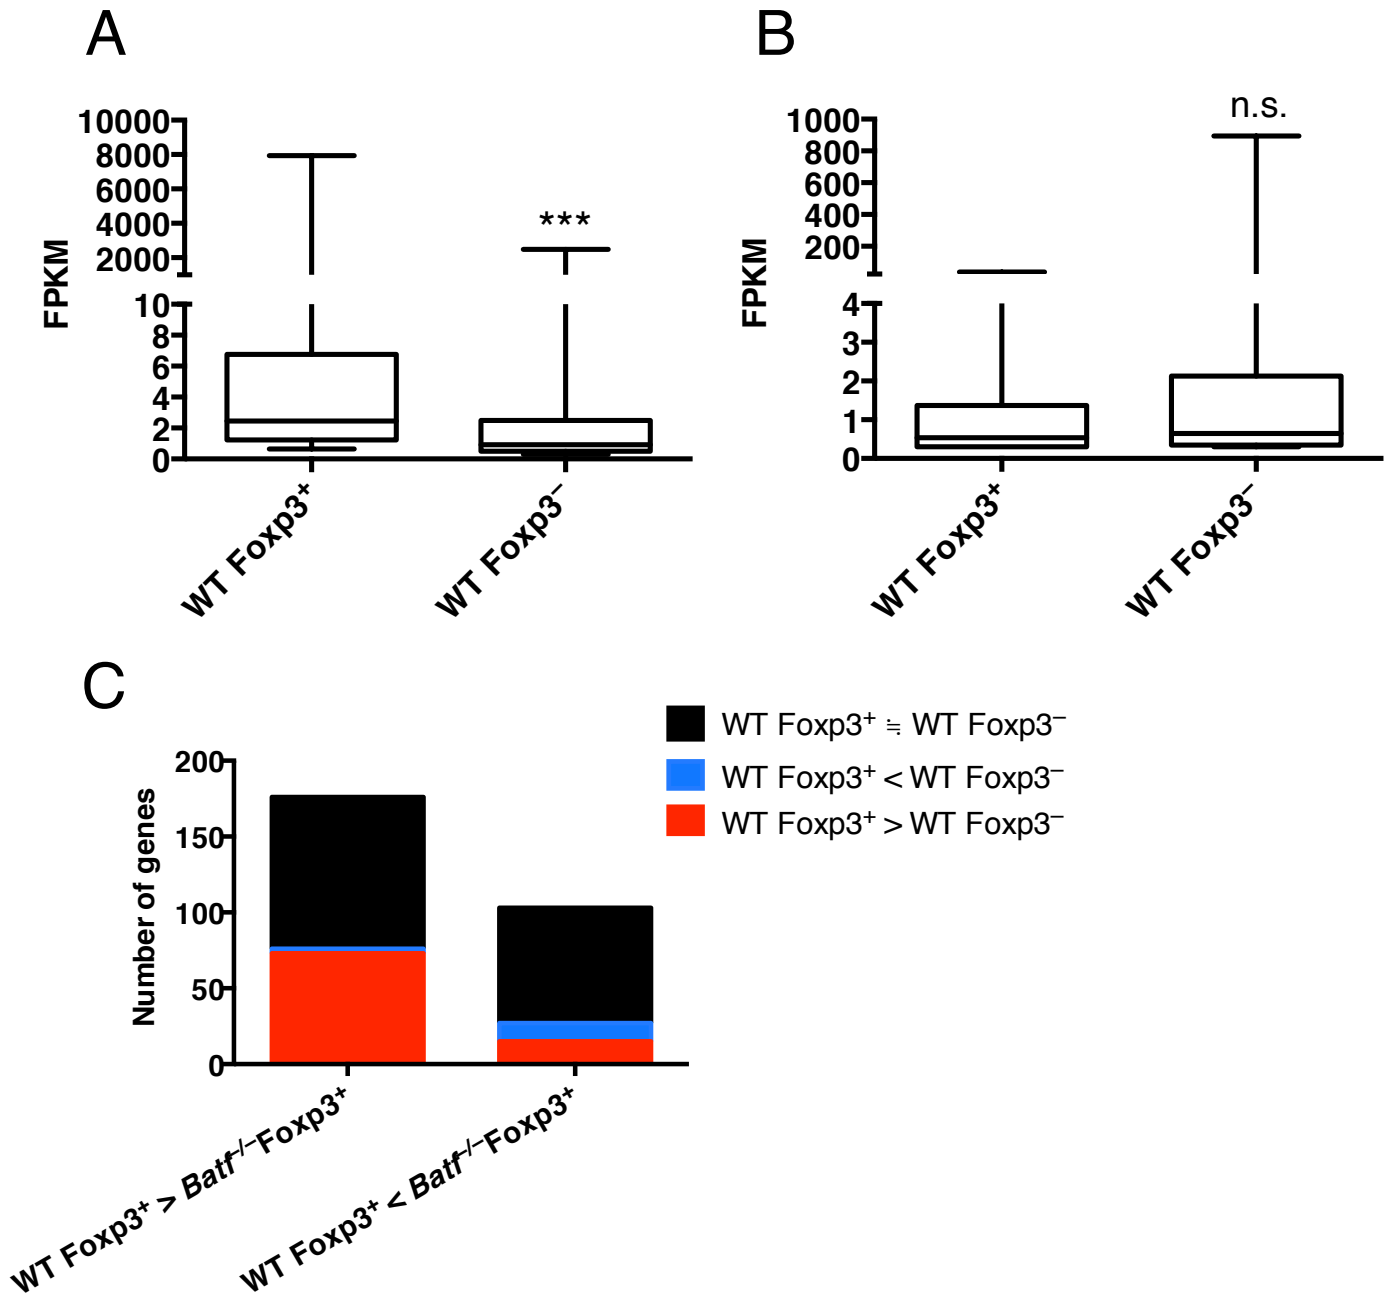 A
10000
8000
6000
4000
2000
10
8
6
4
2
0
FPKM
***
WT Foxp3⁺
WT Foxp3⁻
B
1000
800
600
400
200
4
3
2
1
0
FPKM
n.s.
WT Foxp3⁺
WT Foxp3⁻
C
200
150
100
50
0
Number of genes
WT Foxp3⁺ > Batf⁻/⁻Foxp3⁺
WT Foxp3⁺ < Batf⁻/⁻Foxp3⁺
WT Foxp3⁺ ≒ WT Foxp3⁻
WT Foxp3⁺ < WT Foxp3⁻
WT Foxp3⁺ > WT Foxp3⁻